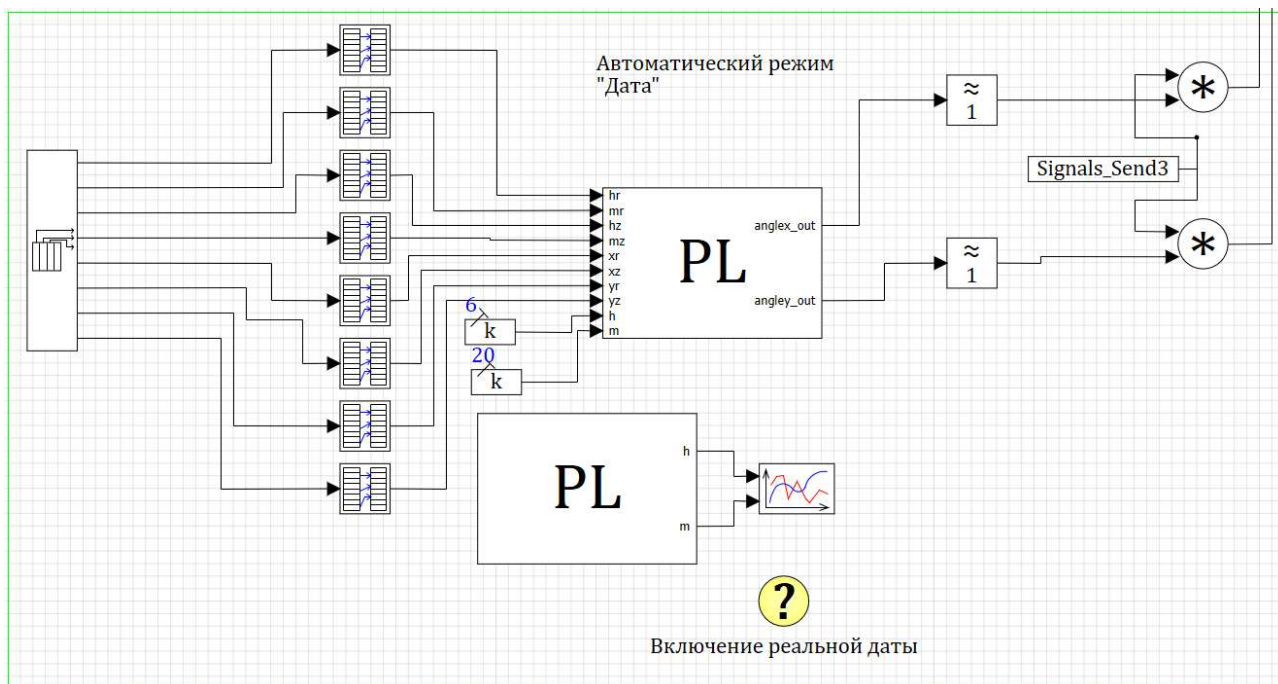 Автоматический режим
"Дата"
≈
1
*
Signals_Send3
hr
mr
hz
mz
xr
xz
yr
yz
h
m
PL
anglex_out
angley_out
≈
1
*
6
k
20
k
PL
h
m
?
Включение реальной даты